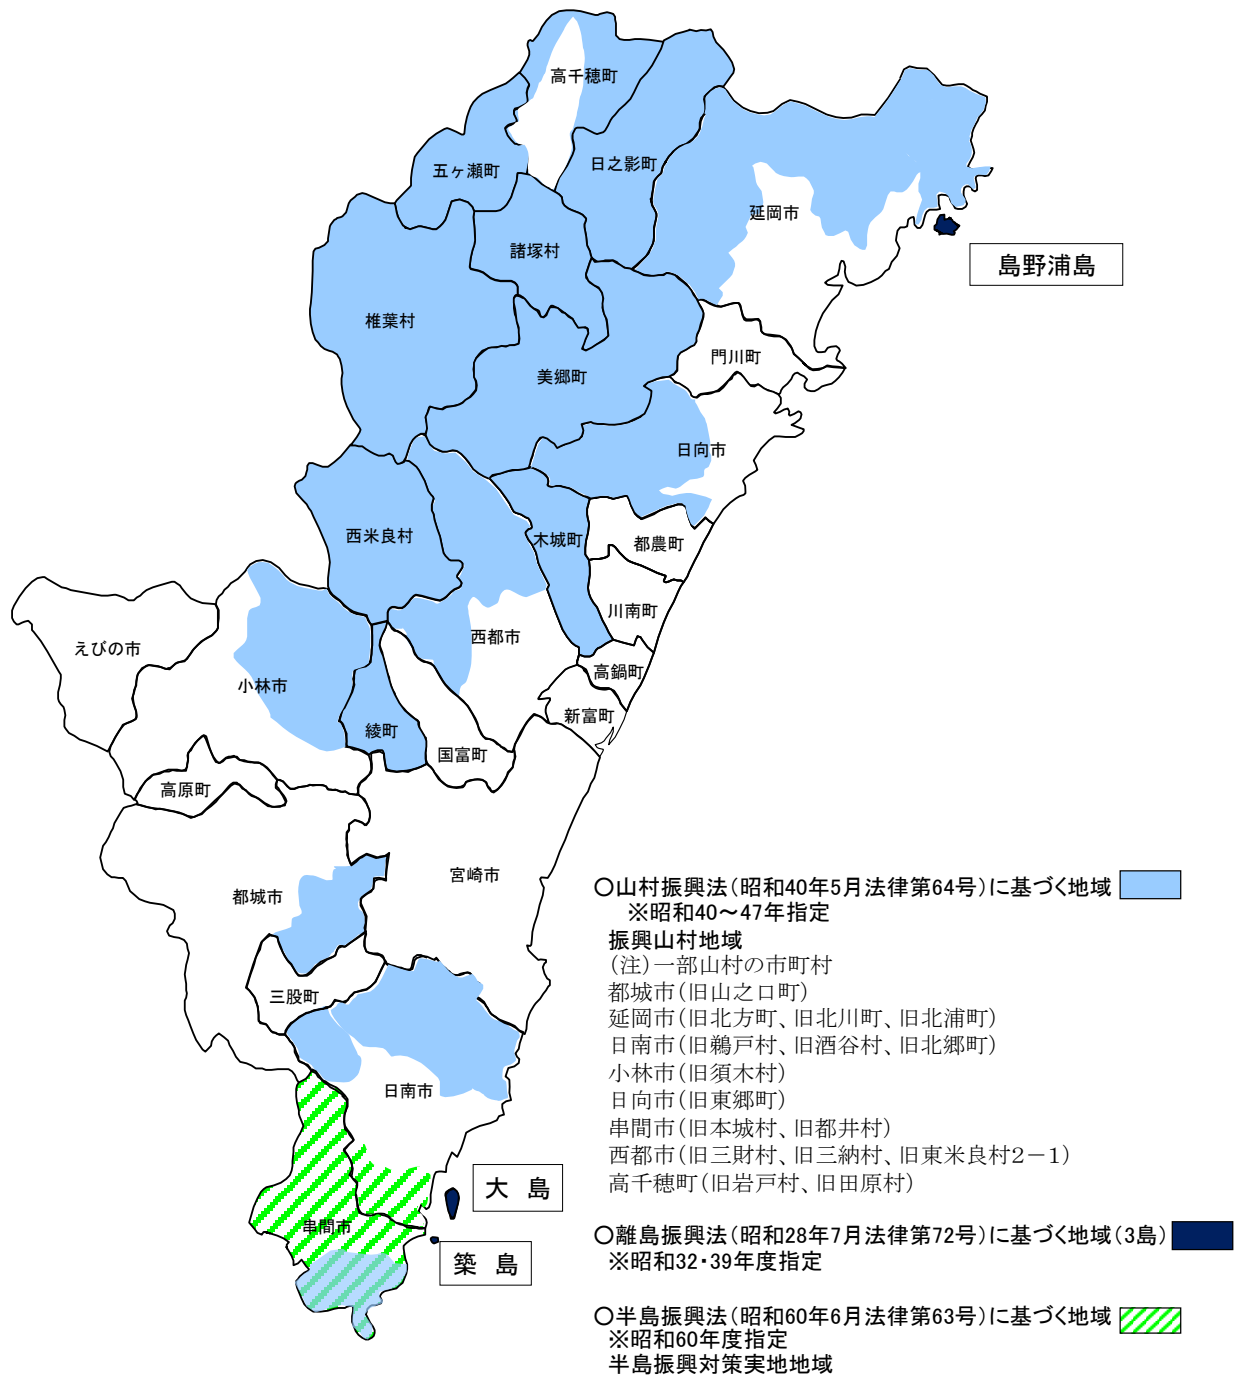 高千穂町
日之影町
五ヶ瀬町
延岡市
諸塚村
島野浦島
椎葉村
門川町
美郷町
日向市
西米良村
木城町
都農町
川南町
西都市
えびの市
高鍋町
小林市
新富町
綾町
国富町
高原町
宮崎市
都城市
三股町
日南市
大 島
串間市
築 島
〇山村振興法(昭和40年5月法律第64号)に基づく地域
※昭和40～47年指定
振興山村地域
(注)一部山村の市町村
都城市(旧山之口町)
延岡市(旧北方町、旧北川町、旧北浦町)
日南市(旧鵜戸村、旧酒谷村、旧北郷町)
小林市(旧須木村)
日向市(旧東郷町)
串間市(旧本城村、旧都井村)
西都市(旧三財村、旧三納村、旧東米良村2－1)
高千穂町(旧岩戸村、旧田原村)
〇離島振興法(昭和28年7月法律第72号)に基づく地域(3島)
※昭和32・39年度指定
〇半島振興法(昭和60年6月法律第63号)に基づく地域
※昭和60年度指定
半島振興対策実地地域